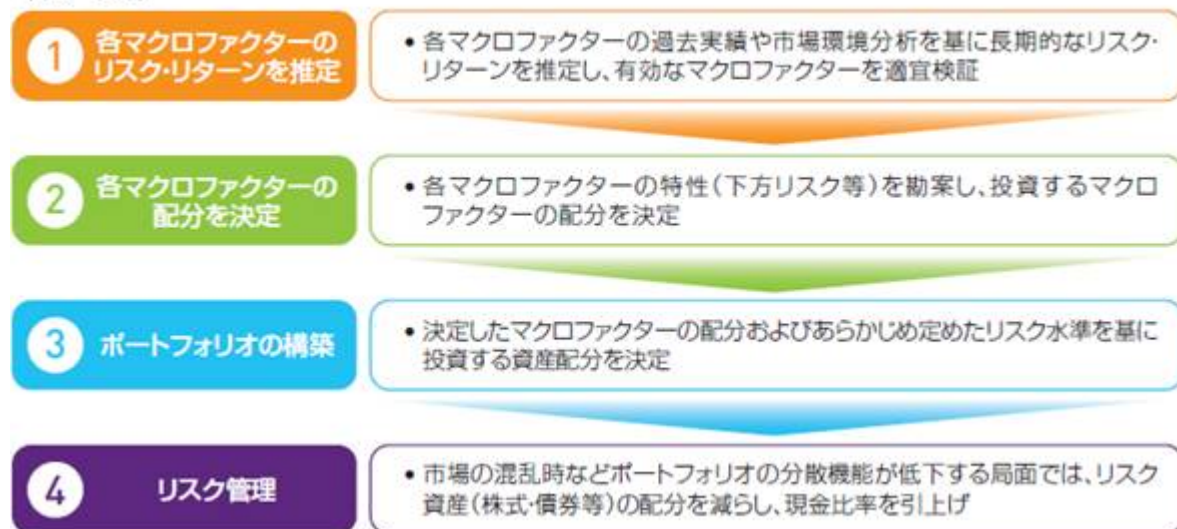 1
各マクロファクターの
リスク・リターンを推定
• 各マクロファクターの過去実績や市場環境分析を基に長期的なリスク・
リターンを推定し、有効なマクロファクターを適宜検証
2
各マクロファクターの
配分を決定
• 各マクロファクターの特性(下方リスク等)を勘案し、投資するマクロ
ファクターの配分を決定
3
ポートフォリオの構築
• 決定したマクロファクターの配分およびあらかじめ定めたリスク水準を基に
投資する資産配分を決定
4
リスク管理
• 市場の混乱時などポートフォリオの分散機能が低下する局面では、リスク
資産(株式・債券等)の配分を減らし、現金比率を引上げ